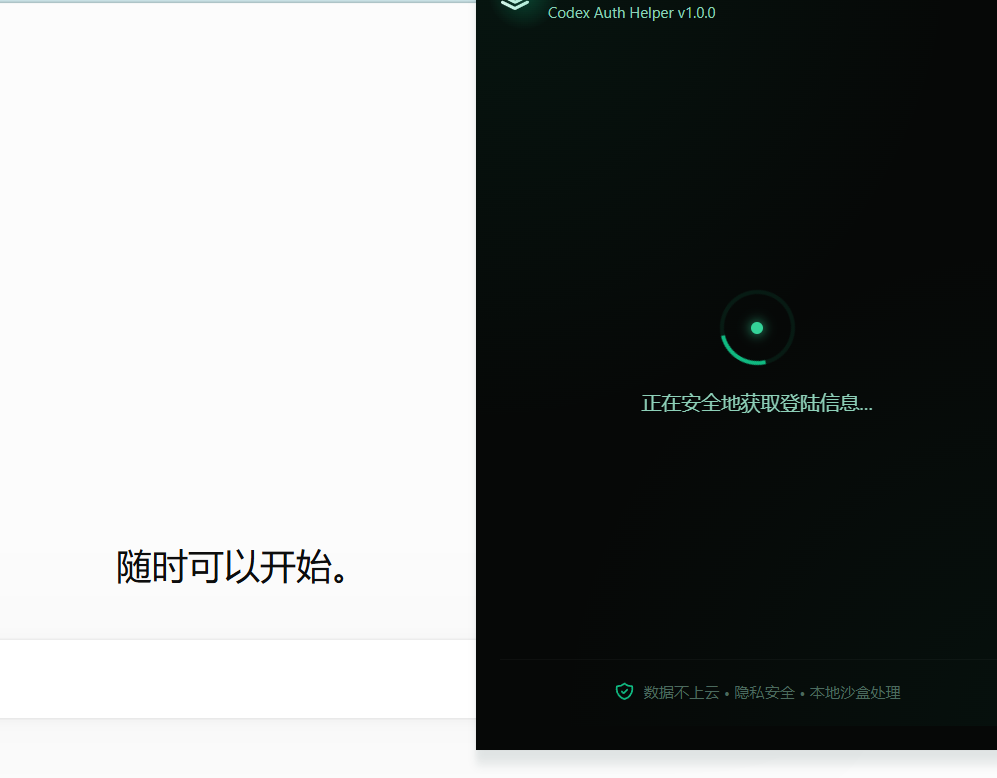 Codex Auth Helper v1.0.0
正在安全地获取登陆信息...
随时可以开始。
数据不上云 • 隐私安全 • 本地沙盒处理